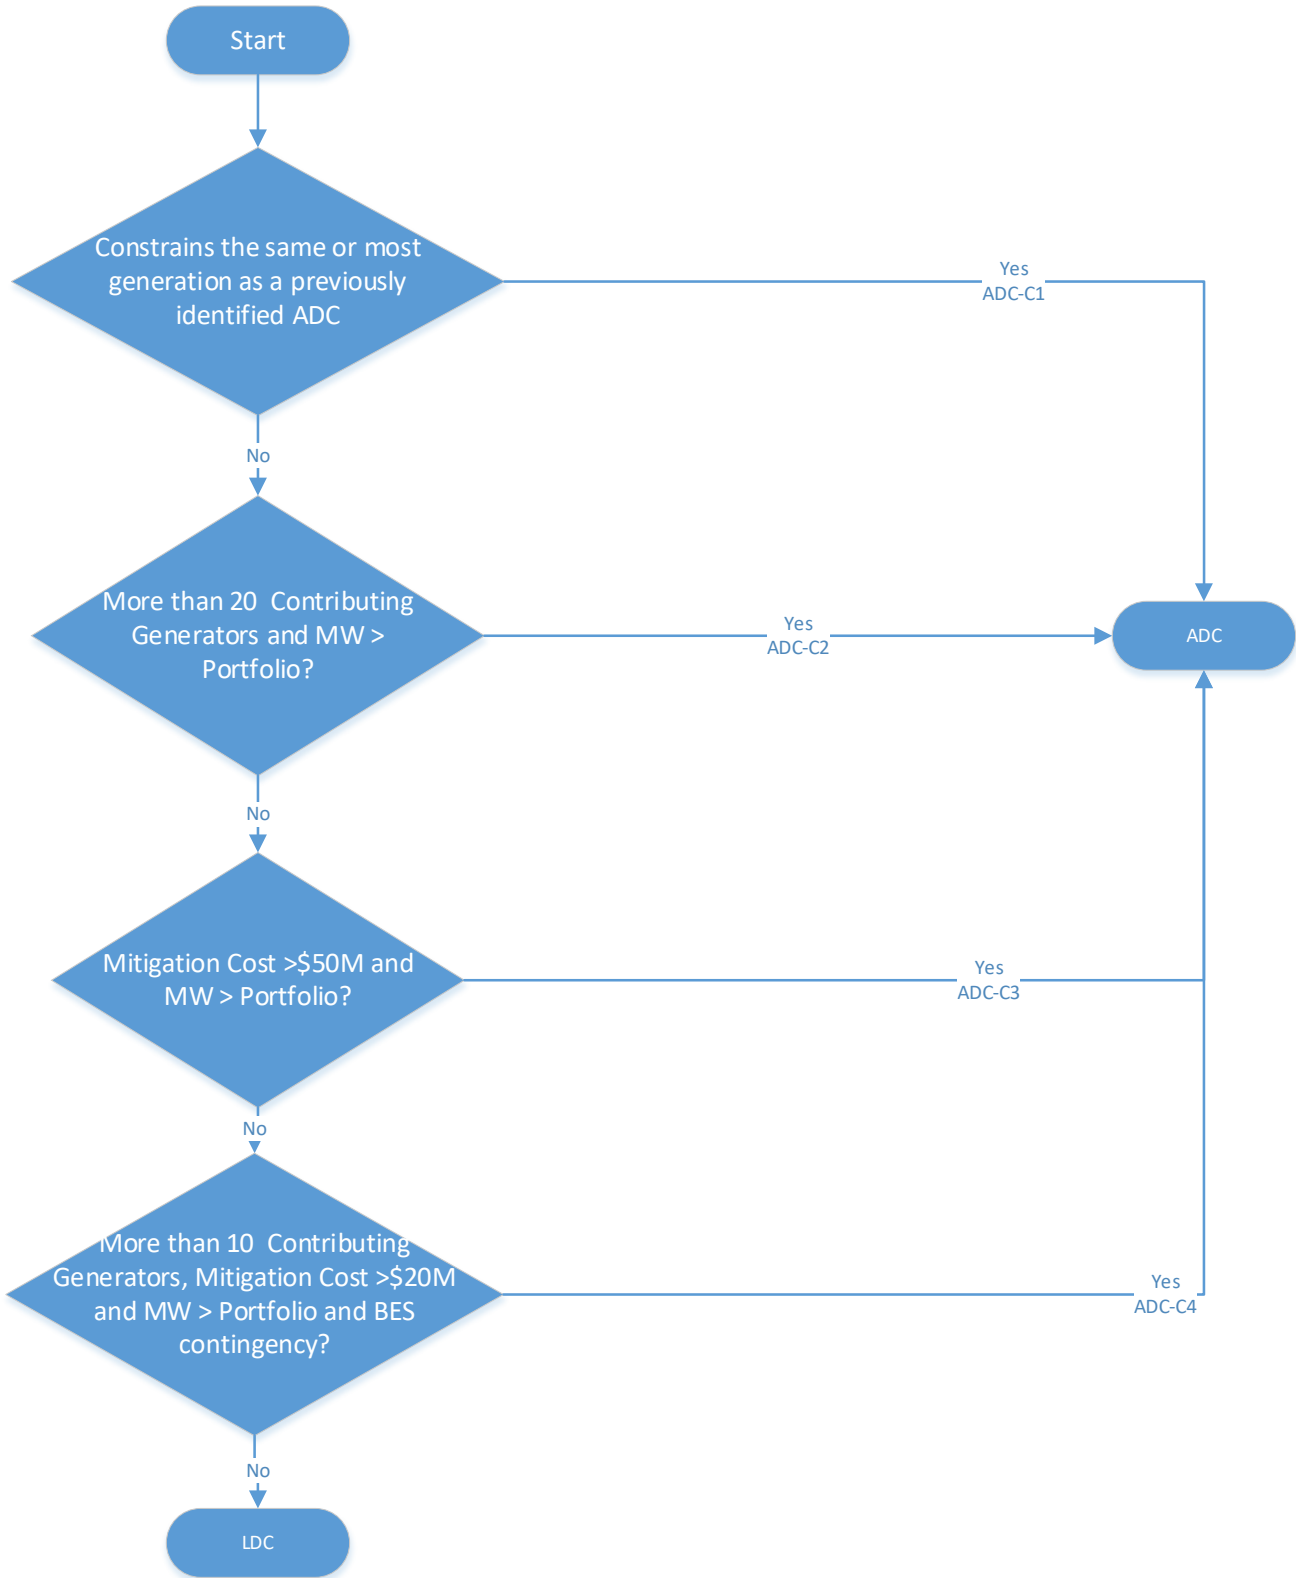 Start
Constrains the same or most
generation as a previously
identified ADC
Yes
ADC-C1
No
More than 20  Contributing
Generators and MW >
Portfolio?
Yes
ADC-C2
ADC
No
Mitigation Cost >$50M and
MW > Portfolio?
Yes
ADC-C3
No
More than 10  Contributing
Generators, Mitigation Cost >$20M
and MW > Portfolio and BES
contingency?
Yes
ADC-C4
No
LDC